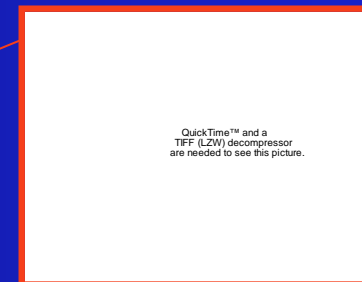 QuickTime™ and a
TIFF (LZW) decompressor
are needed to see this picture.